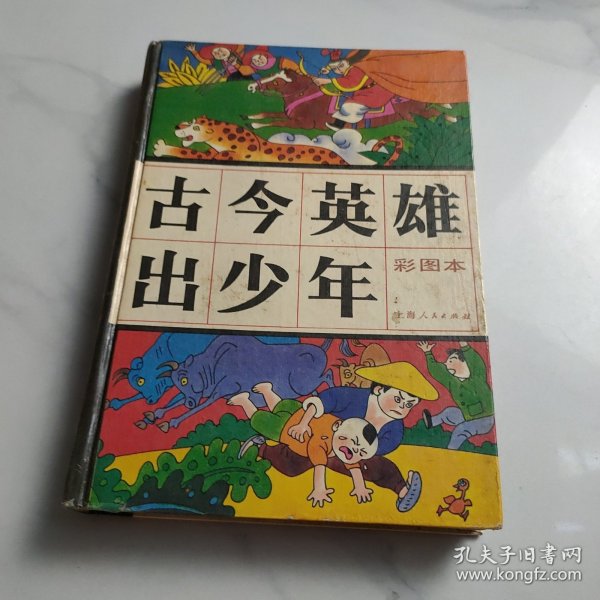 古今英雄
出少年
彩图本
上海人民出版社
孔夫子旧书网
www.kongfz.com